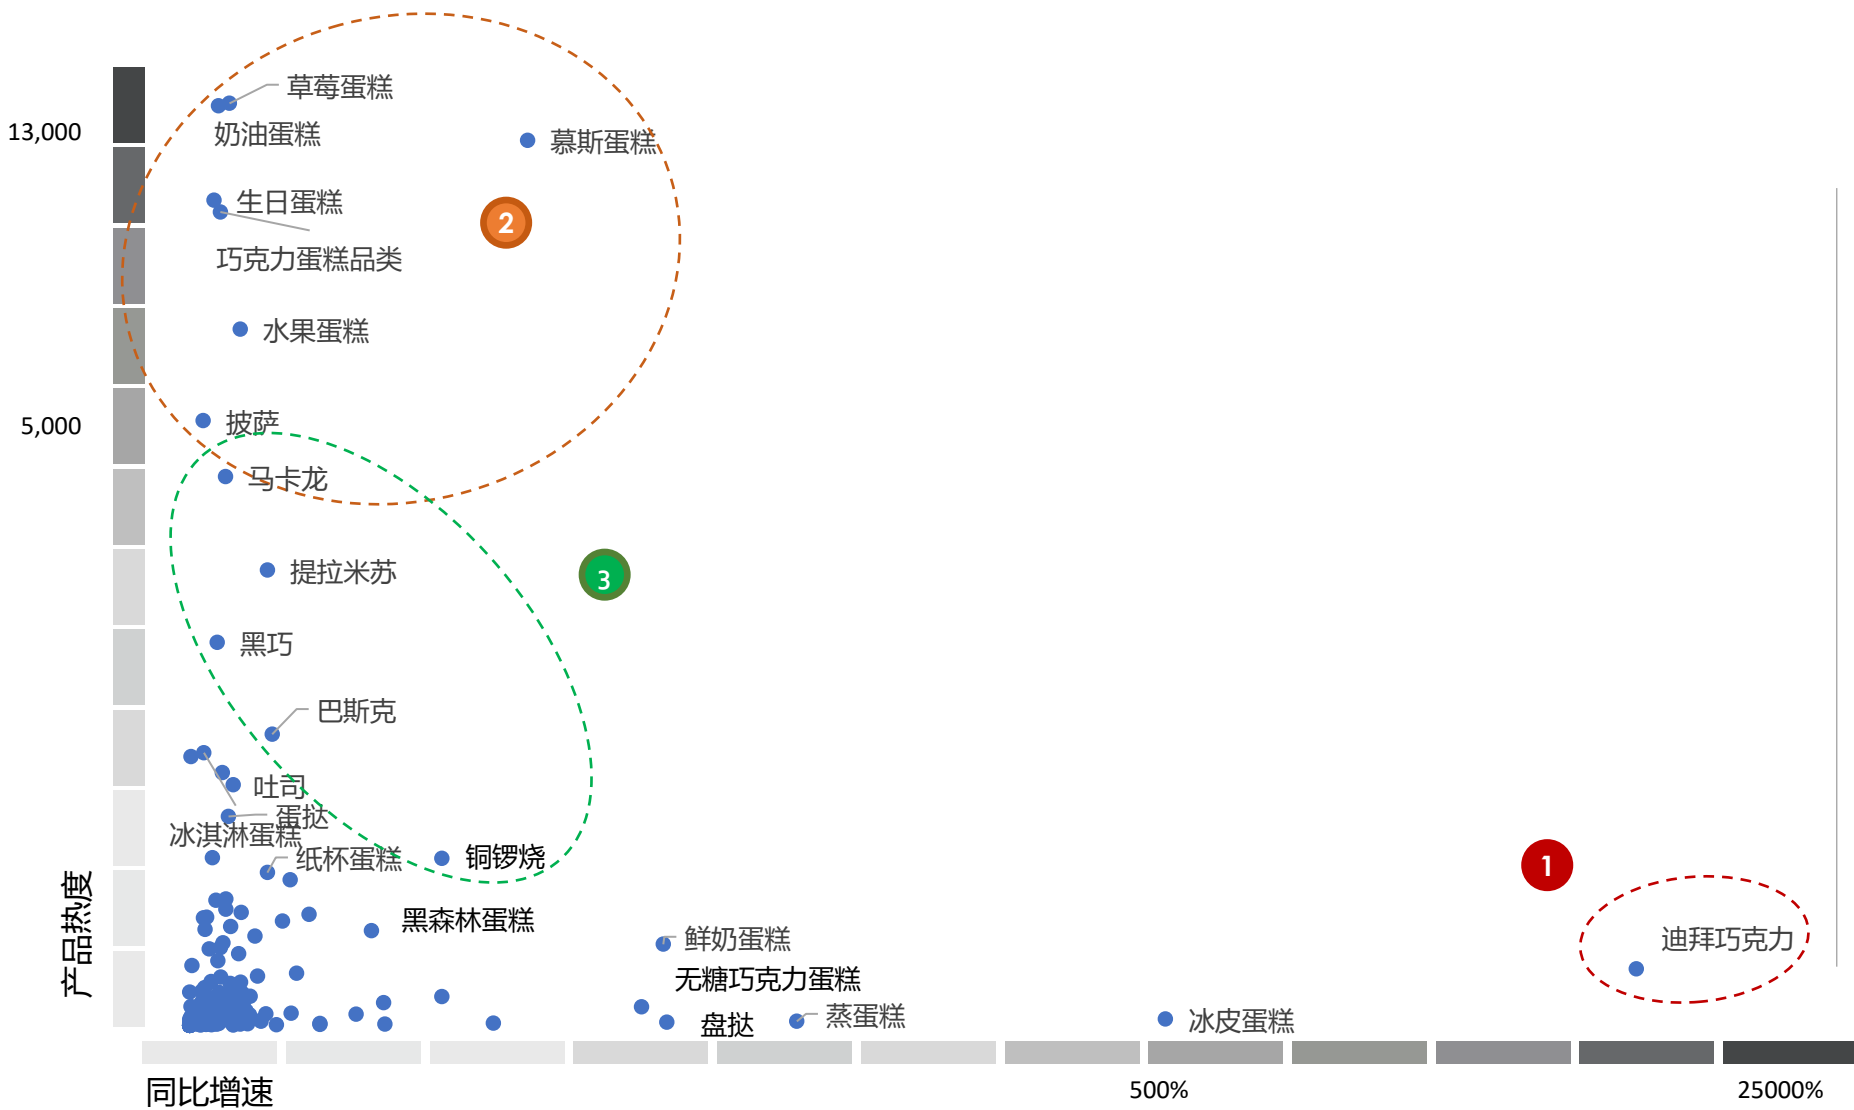 草莓蛋糕
13,000
奶油蛋糕
慕斯蛋糕
生日蛋糕
2
巧克力蛋糕品类
水果蛋糕
5,000
披萨
马卡龙
提拉米苏
3
黑巧
巴斯克
吐司
蛋挞
冰淇淋蛋糕
纸杯蛋糕
铜锣烧
1
产品热度
黑森林蛋糕
鲜奶蛋糕
迪拜巧克力
无糖巧克力蛋糕
盘挞
蒸蛋糕
冰皮蛋糕
同比增速
500%
25000%